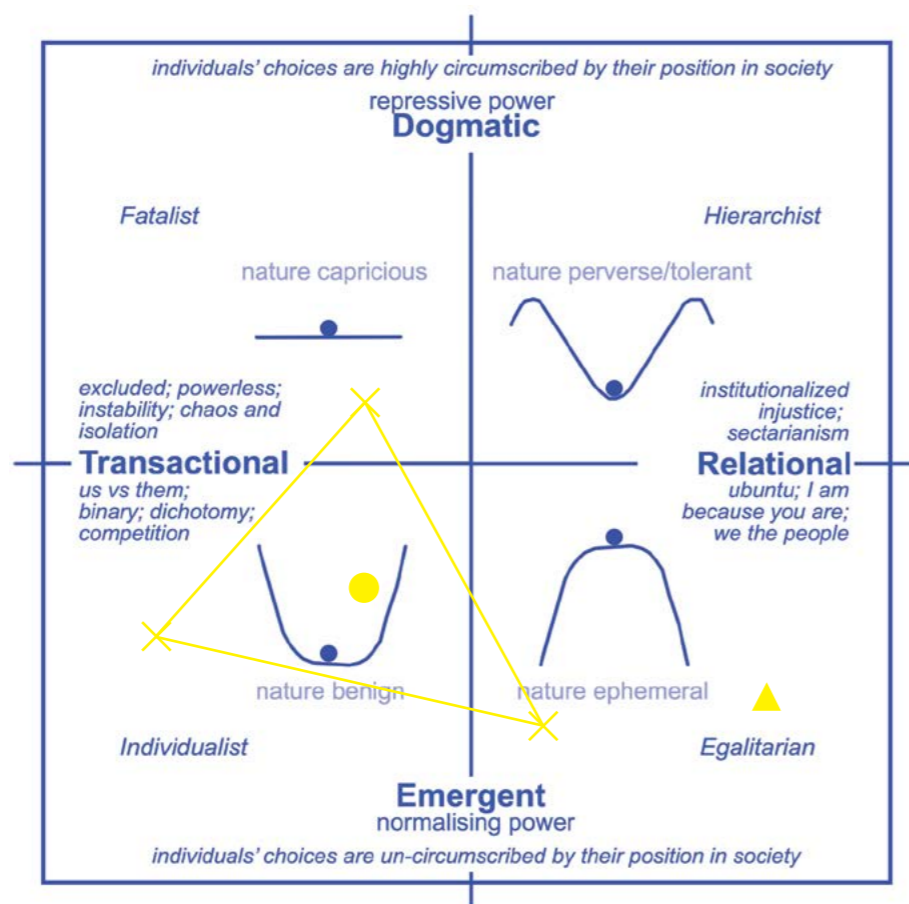 individuals' choices are highly circumscribed by their position in society
repressive power
Dogmatic
Fatalist
Hierarchist
nature capricious
nature perverse/tolerant
excluded; powerless;
instability; chaos and
isolation
institutionalized
injustice;
sectarianism
Transactional
Relational
us vs them;
binary; dichotomy;
competition
ubuntu; I am
because you are;
we the people
nature benign
nature ephemeral
Individualist
Egalitarian
Emergent
normalising power
individuals' choices are un-circumscribed by their position in society